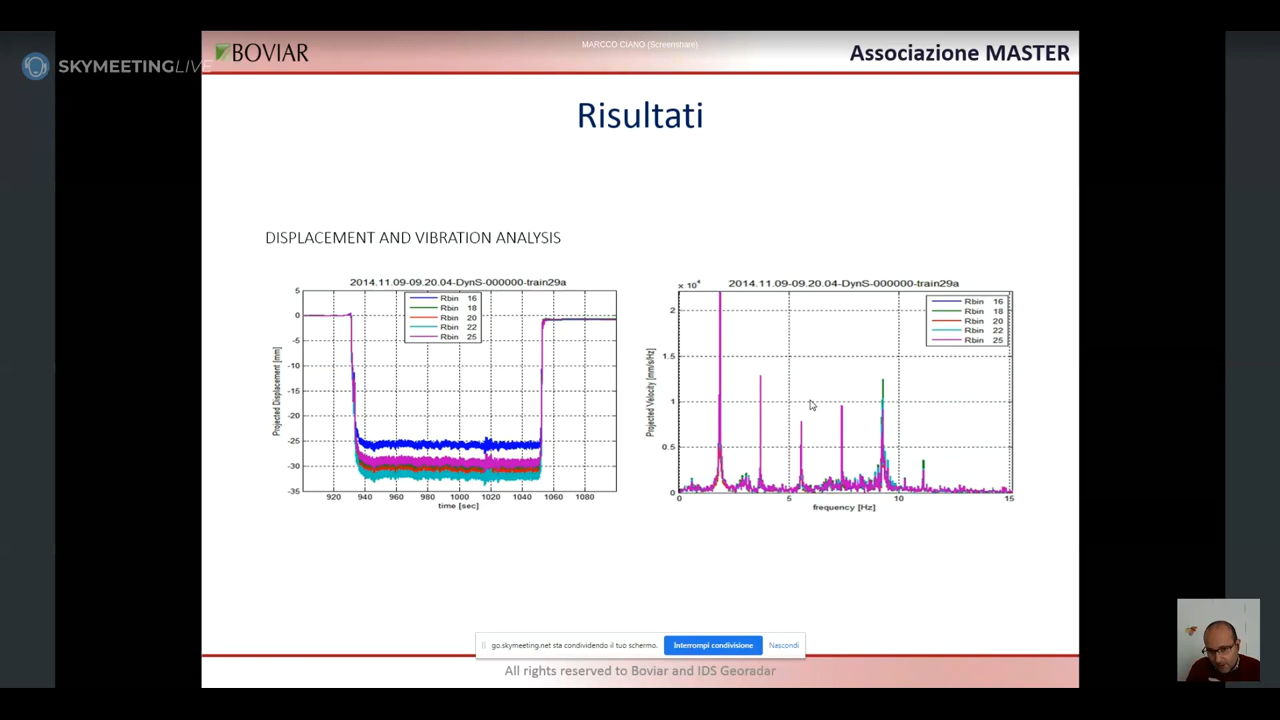 MARCCO CIANO (Screenshare)
SKYMEETINGLIVE
BOVIAR
Associazione MASTER
Risultati
DISPLACEMENT AND VIBRATION ANALYSIS
2014.11.09-09.20.04-DynS-000000-train29a
5
0
-5
-10
-15
-20
-25
-30
-35
Projected Displacement [mm]
Rbin 16
Rbin 18
Rbin 20
Rbin 22
Rbin 25
920 940 960 980 1000 1020 1040 1060 1080
time [sec]
2014.11.09-09.20.04-DynS-000000-train29a
x 10⁴
2
1.5
1
0.5
0
Projected Velocity [mm/s/Hz]
Rbin 16
Rbin 18
Rbin 20
Rbin 22
Rbin 25
0 5 10 15
frequency [Hz]
go.skymeeting.net sta condividendo il tuo schermo. Interrompi condivisione Nascondi
All rights reserved to Boviar and IDS Georadar